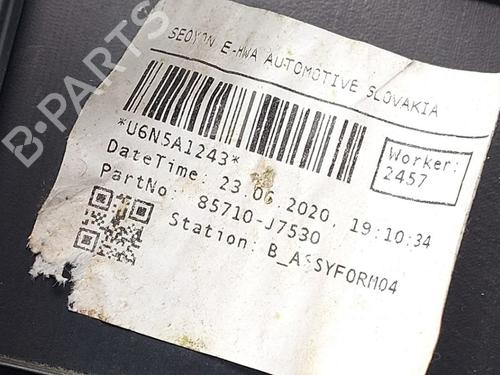 SEOYON E-HWA AUTOMOTIVE SLOVAKIA
*U6N5A1243*
Worker:
2457
DateTime: 23.06.2020, 19:10:34
PartNo: 85710-J7530
Station: B_ASSYFORM04
B-PARTS